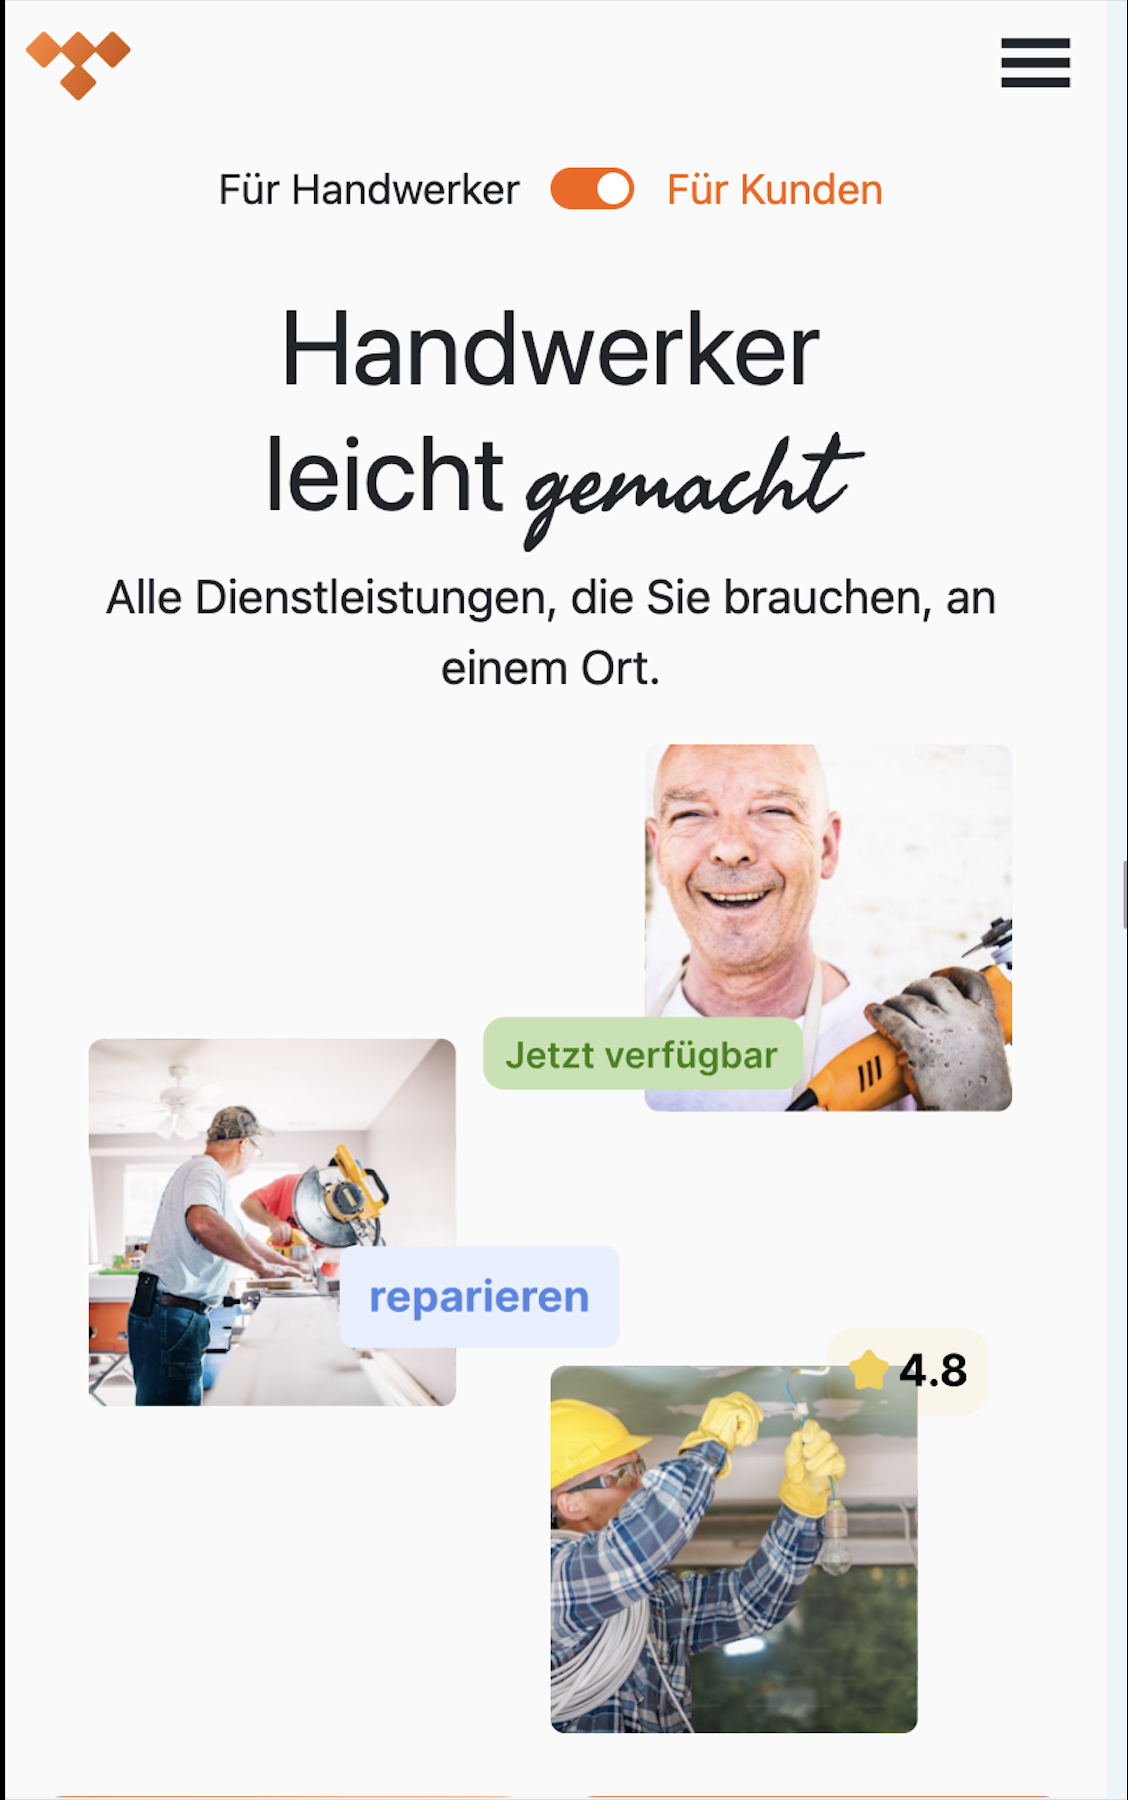 Für Handwerker Für Kunden
Handwerker
leicht gemacht
Alle Dienstleistungen, die Sie brauchen, an
einem Ort.
Jetzt verfügbar
reparieren
4.8